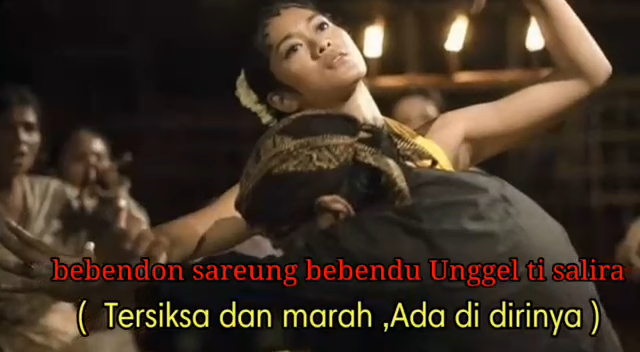 bebendon sareung bebendu Unggel ti salira
( Tersiksa dan marah ,Ada di dirinya )